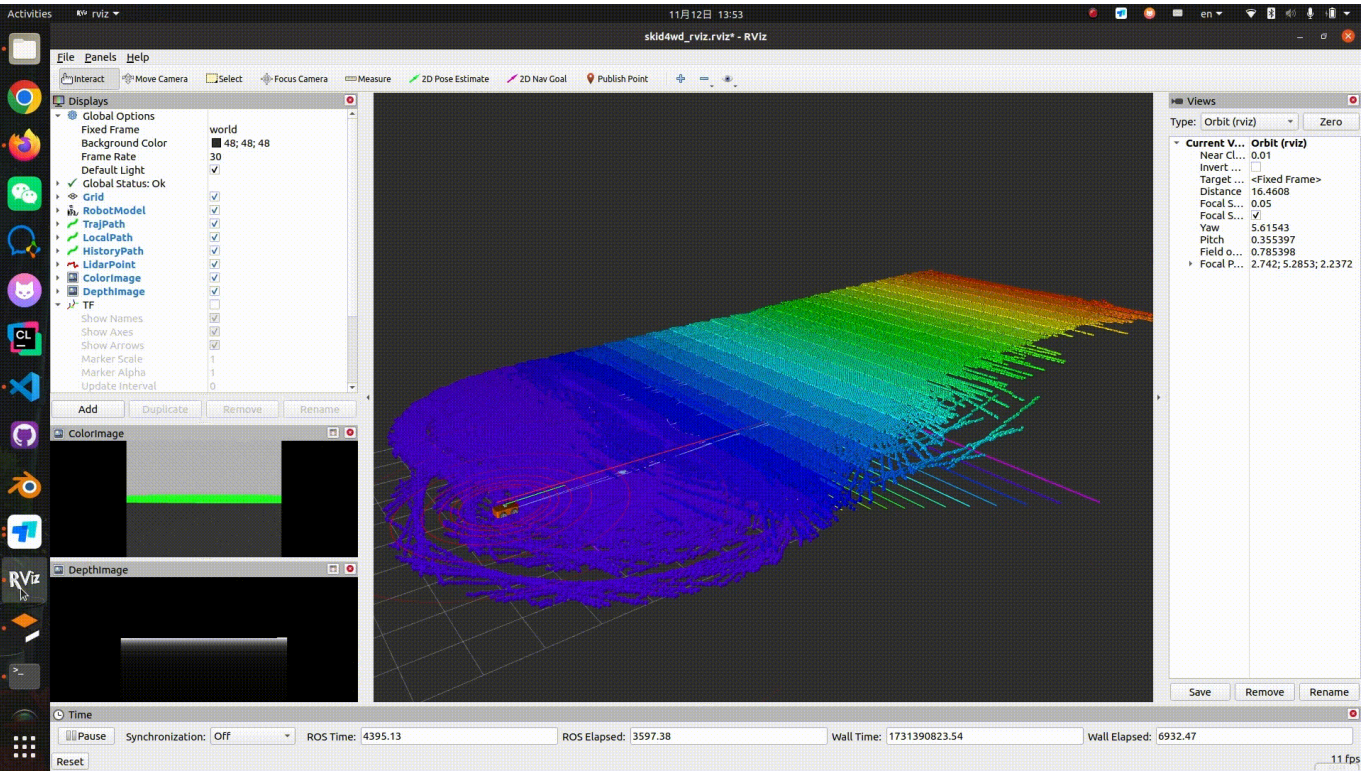 Activities RViz rviz 11月12日 13:53 en
skid4wd_rviz.rviz* - RViz
File Panels Help
Interact Move Camera Select Focus Camera Measure 2D Pose Estimate 2D Nav Goal Publish Point
Displays
Global Options
Fixed Frame world
Background Color 48; 48; 48
Frame Rate 30
Default Light
Global Status: Ok
Grid
RobotModel
TrajPath
LocalPath
HistoryPath
LidarPoint
ColorImage
DepthImage
TF
Show Names
Show Axes
Show Arrows
Marker Scale 1
Marker Alpha 1
Update Interval 0
Add Duplicate Remove Rename
ColorImage
DepthImage
Views
Type: Orbit (rviz) Zero
Current V... Orbit (rviz)
Near Cl... 0.01
Invert ...
Target ... <Fixed Frame>
Distance 16.4608
Focal S... 0.05
Focal S...
Yaw 5.61543
Pitch 0.355397
Field o... 0.785398
Focal P... 2.742; 5.2853; 2.2372
Save Remove Rename
CL
RViz
Time
Pause Synchronization: Off ROS Time: 4395.13 ROS Elapsed: 3597.38 Wall Time: 1731390823.54 Wall Elapsed: 6932.47
Reset 11 fps